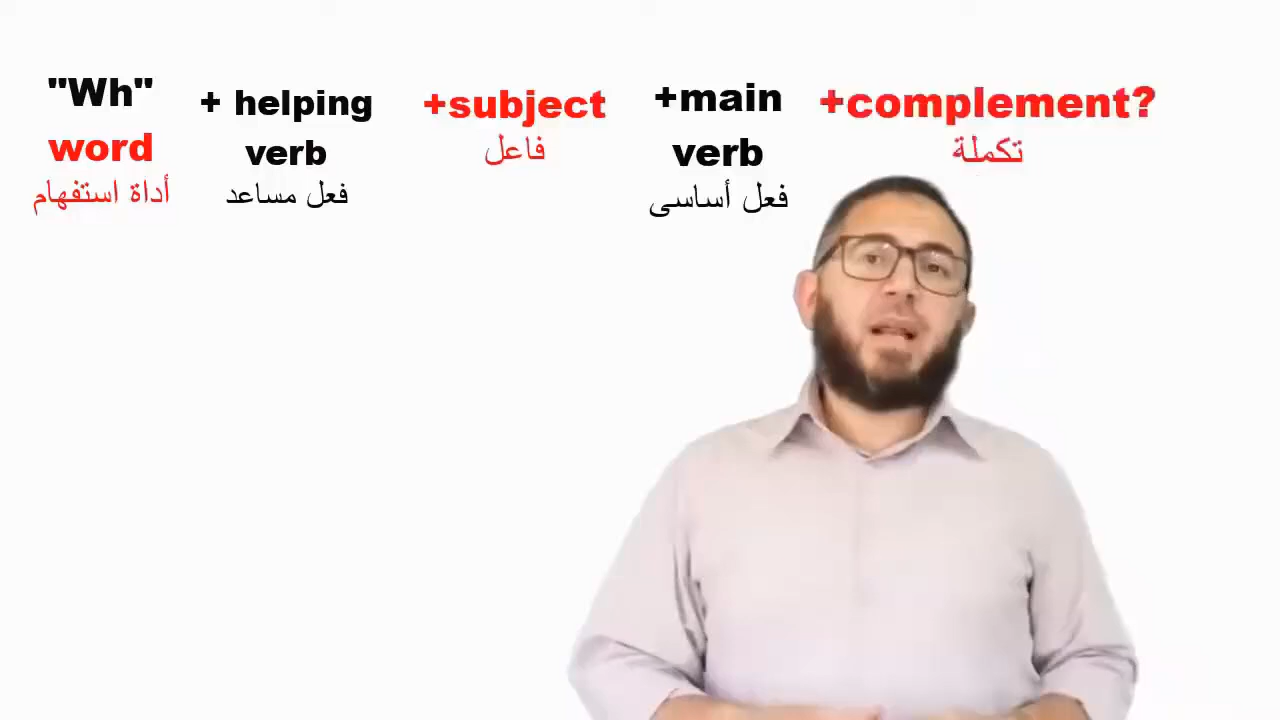 "Wh"
word
أداة استفهام
+ helping
verb
فعل مساعد
+subject
فاعل
+main
verb
فعل أساسى
+complement?
تكملة